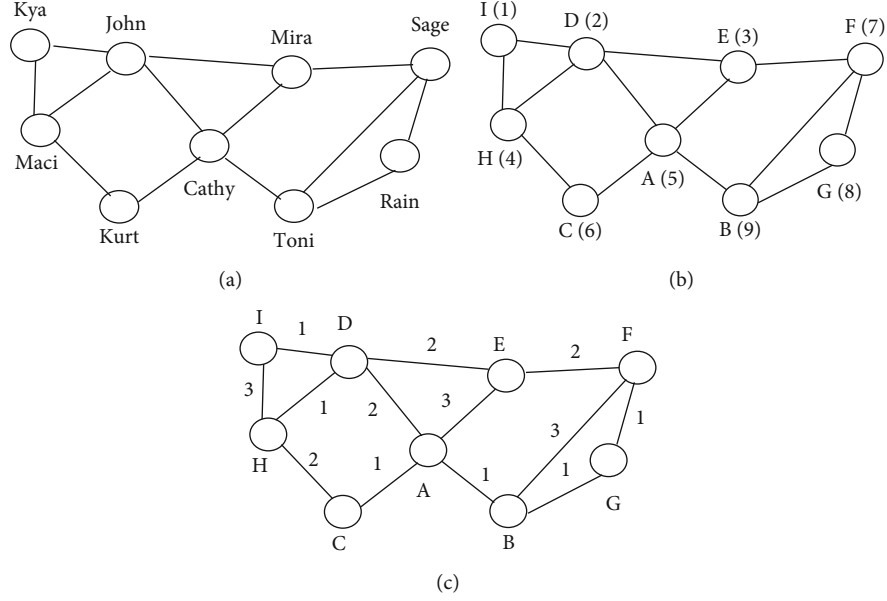 Kya
John
Mira
Sage
Maci
Cathy
Rain
Kurt
Toni
(a)
I (1)
D (2)
E (3)
F (7)
H (4)
A (5)
G (8)
C (6)
B (9)
(b)
I
1
D
2
E
2
F
3
1
2
3
3
1
H
2
1
A
1
1
G
C
B
(c)